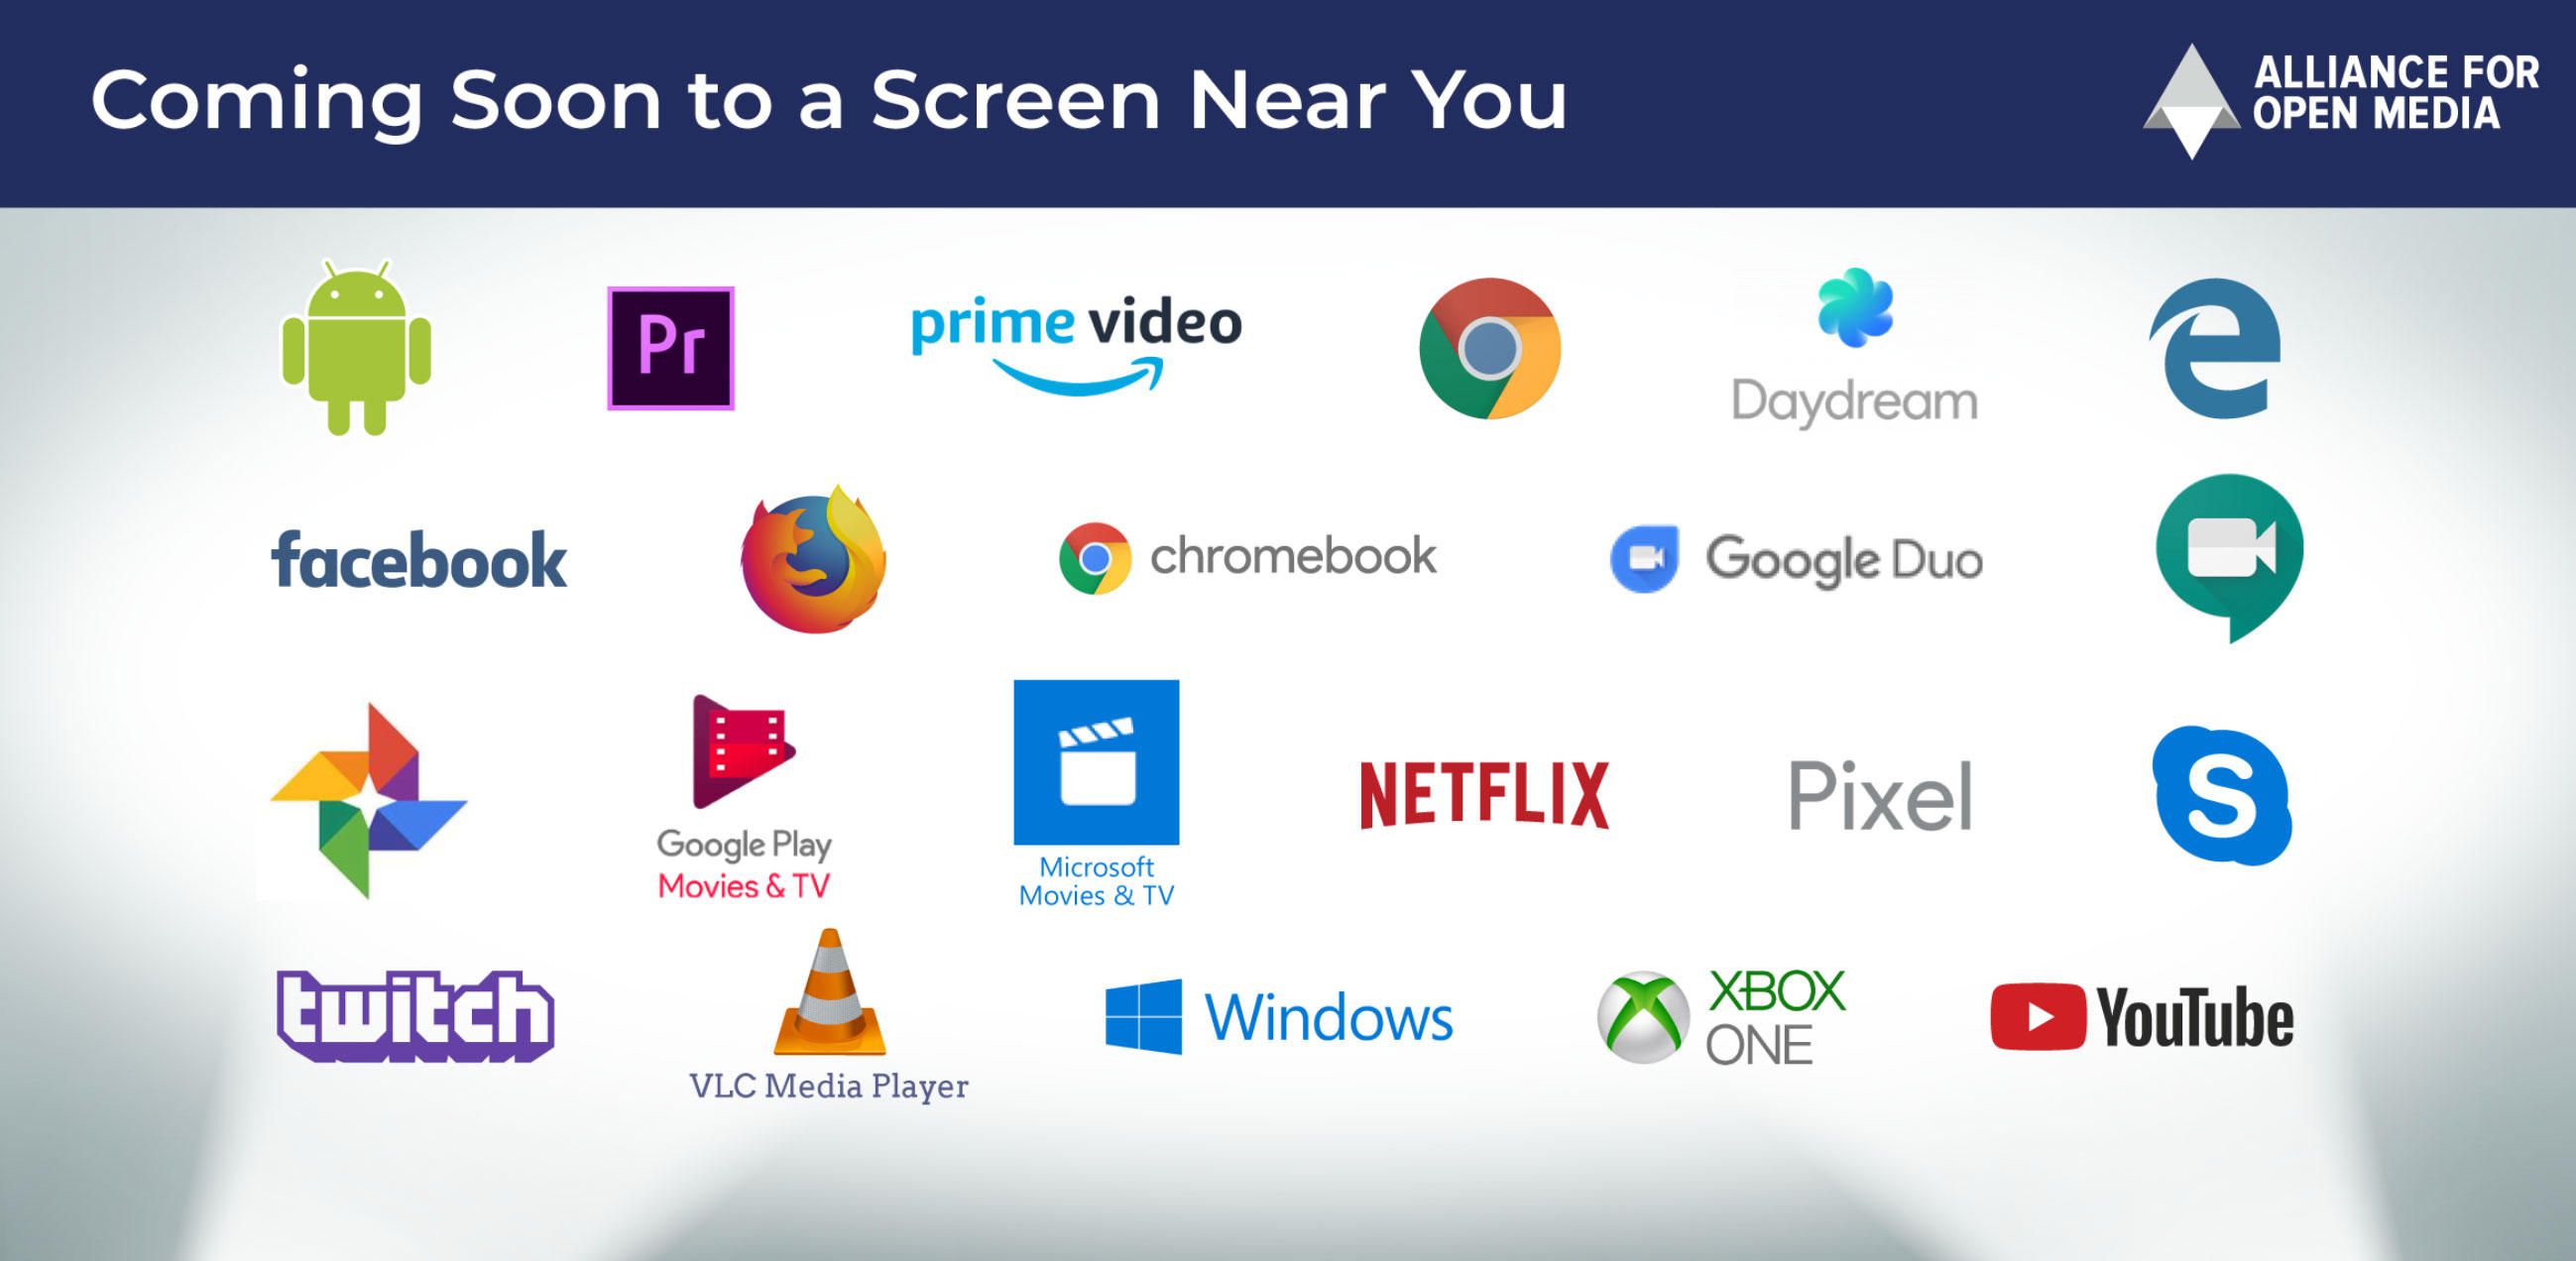 Coming Soon to a Screen Near You
ALLIANCE FOR
OPEN MEDIA
Pr
prime video
Daydream
facebook
chromebook
Google Duo
Google Play
Movies & TV
Microsoft
Movies & TV
NETFLIX
Pixel
S
twitch
VLC Media Player
Windows
XBOX
ONE
YouTube